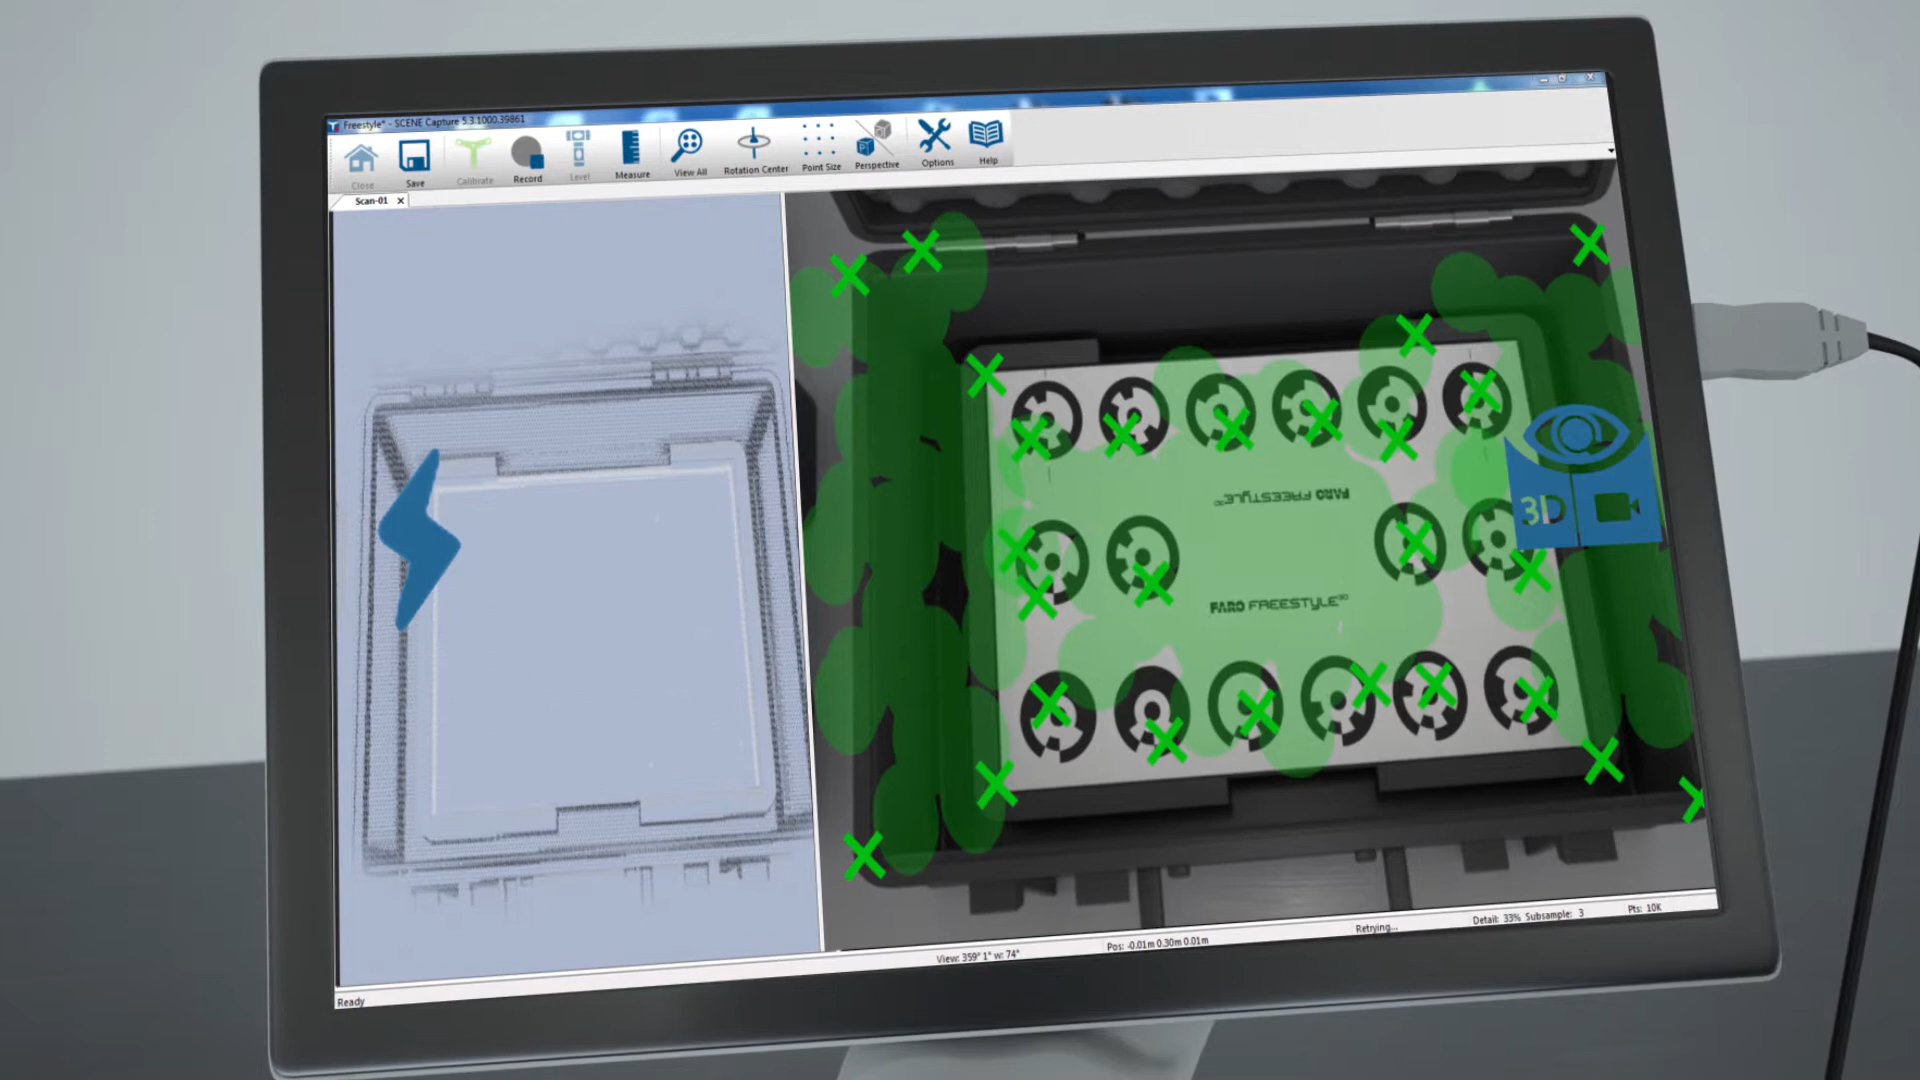 Freestyle* - SCENE Capture 5.3.1000.39861
Close
Save
Calibrate
Record
Level
Measure
View All
Rotation Center
Point Size
Perspective
Options
Help
Scan-01
FARO FREESTYLE3D
3D
FARO FREESTYLE3D
Detail: 33% Subsample: 3
Pts: 10K
Retrying...
Pos: -0.01m 0.30m 0.01m
View: 359° 1° w: 74°
Ready